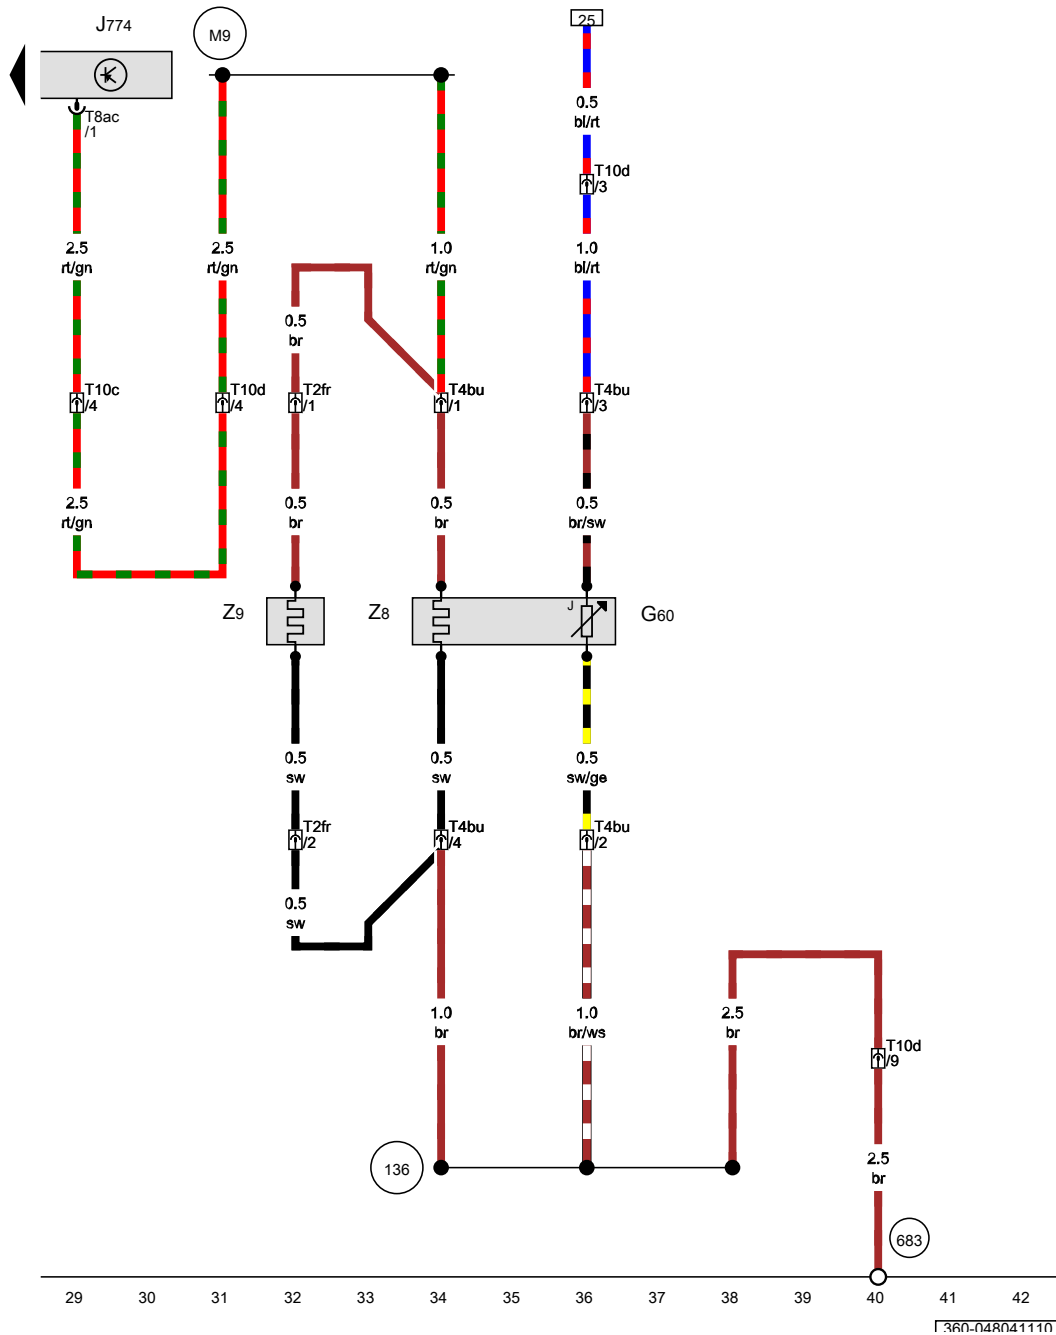 J774
M9
25
T8ac
/1
0.5
bl/rt
T10d
/3
2.5
rt/gn
2.5
rt/gn
1.0
rt/gn
1.0
bl/rt
0.5
br
T10c
/4
T10d
/4
T2fr
/1
T4bu
/1
T4bu
/3
2.5
rt/gn
0.5
br
0.5
br
0.5
br/sw
Z9
Z8
J
G60
0.5
sw
0.5
sw
0.5
sw/ge
T2fr
/2
T4bu
/4
T4bu
/2
0.5
sw
1.0
br
1.0
br/ws
2.5
br
T10d
/9
136
2.5
br
683
29 30 31 32 33 34 35 36 37 38 39 40 41 42
360-048041110